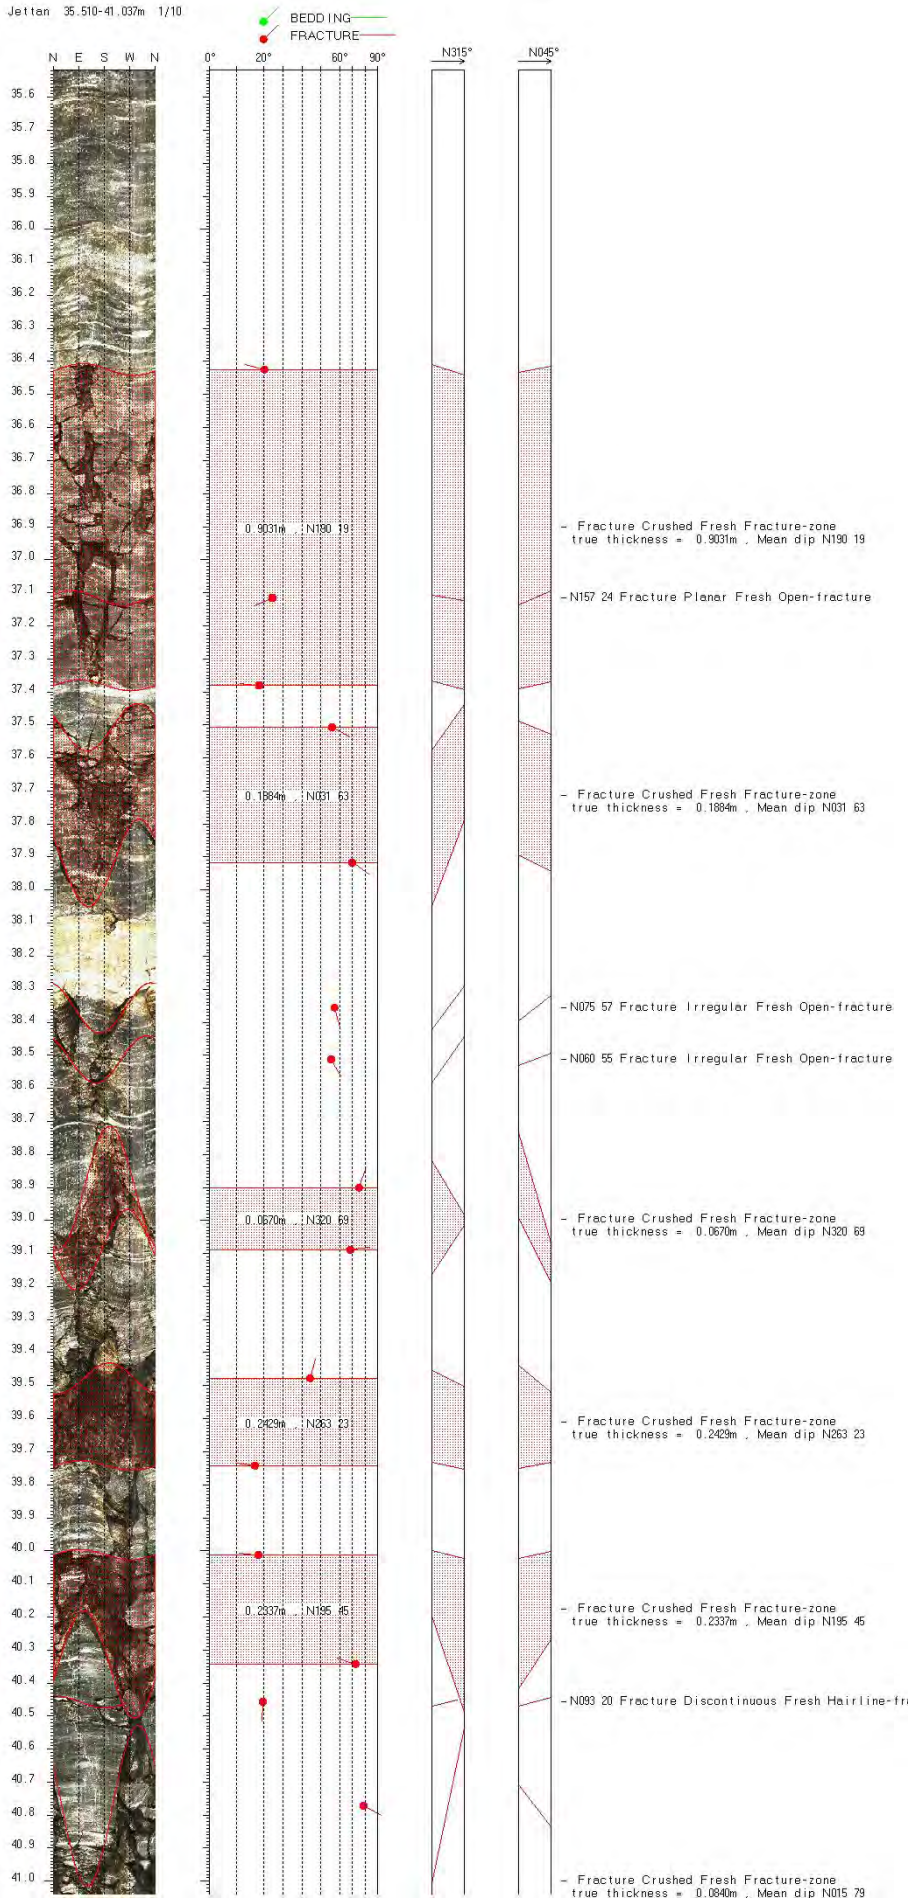 Jettan 35.510-41.037m 1/10
BEDDING
FRACTURE
N E S W N
0° 20° 60° 90°
N315°
N045°
35.6
35.7
35.8
35.9
36.0
36.1
36.2
36.3
36.4
36.5
36.6
36.7
36.8
36.9
0.9031m , N190 19
- Fracture Crushed Fresh Fracture-zone
true thickness = 0.9031m , Mean dip N190 19
37.0
37.1
-N157 24 Fracture Planar Fresh Open-fracture
37.2
37.3
37.4
37.5
37.6
37.7
0.1884m , N031 63
- Fracture Crushed Fresh Fracture-zone
true thickness = 0.1884m , Mean dip N031 63
37.8
37.9
38.0
38.1
38.2
38.3
-N075 57 Fracture Irregular Fresh Open-fracture
38.4
38.5
-N060 55 Fracture Irregular Fresh Open-fracture
38.6
38.7
38.8
38.9
39.0
0.0670m , N320 69
- Fracture Crushed Fresh Fracture-zone
true thickness = 0.0670m , Mean dip N320 69
39.1
39.2
39.3
39.4
39.5
39.6
0.2429m , N263 23
- Fracture Crushed Fresh Fracture-zone
true thickness = 0.2429m , Mean dip N263 23
39.7
39.8
39.9
40.0
40.1
40.2
0.2337m , N195 45
- Fracture Crushed Fresh Fracture-zone
true thickness = 0.2337m , Mean dip N195 45
40.3
40.4
40.5
-N093 20 Fracture Discontinuous Fresh Hairline-fra
40.6
40.7
40.8
40.9
41.0
- Fracture Crushed Fresh Fracture-zone
true thickness = 0.0840m , Mean dip N015 79